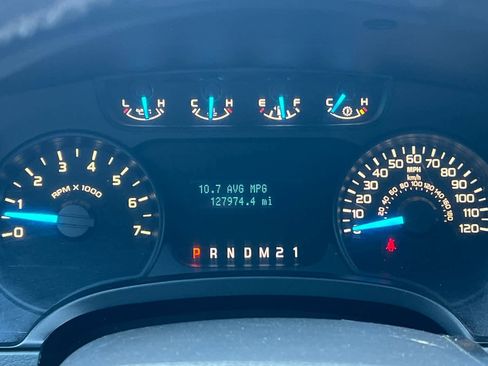 L H C H E F C H
0 1 2 3 4 5 6 7
RPM X 1000
10.7 AVG MPG
127974.4 mi
P R N D M 2 1
0 10 20 30 40 50 60 70 80 90 100 110 120
MPH
km/h